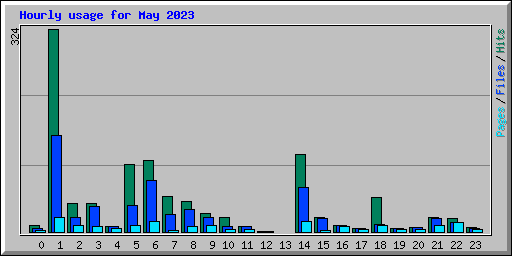 Hourly usage for May 2023
324
Pages/Files/Hits
0 1 2 3 4 5 6 7 8 9 10 11 12 13 14 15 16 17 18 19 20 21 22 23